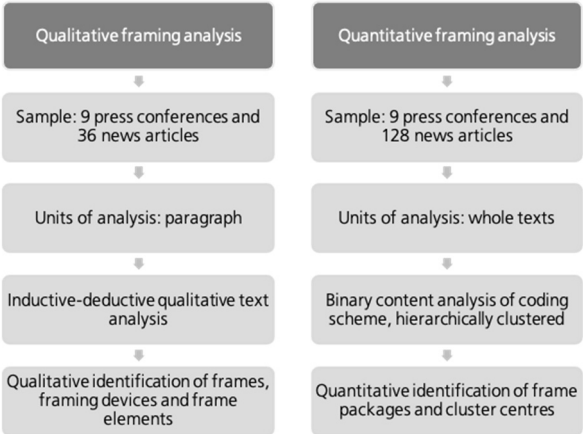 Qualitative framing analysis
Sample: 9 press conferences and
36 news articles
Units of analysis: paragraph
Inductive-deductive qualitative text
analysis
Qualitative identification of frames,
framing devices and frame
elements
Quantitative framing analysis
Sample: 9 press conferences and
128 news articles
Units of analysis: whole texts
Binary content analysis of coding
scheme, hierarchically clustered
Quantitative identification of frame
packages and cluster centres